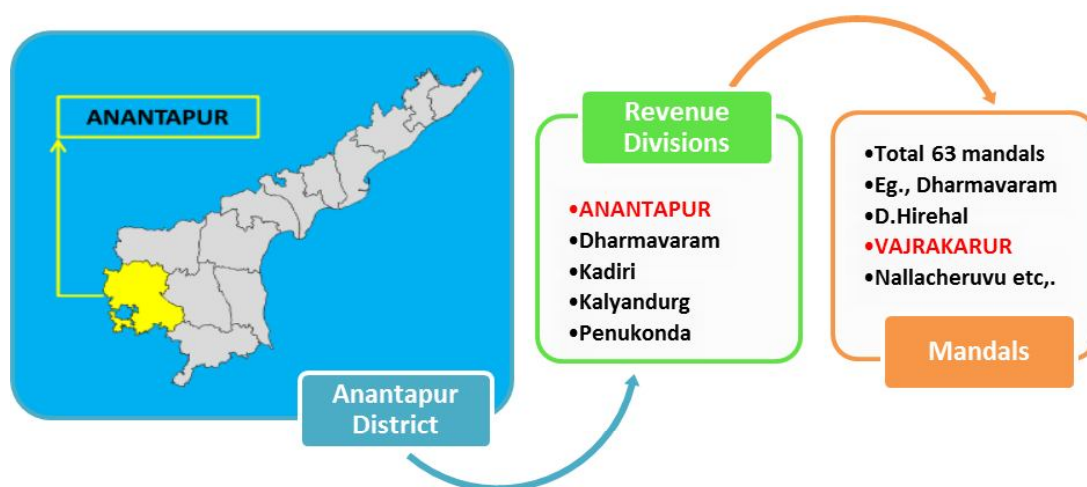 ANANTAPUR
Anantapur
District
Revenue
Divisions
•ANANTAPUR
•Dharmavaram
•Kadiri
•Kalyandurg
•Penukonda
•Total 63 mandals
•Eg., Dharmavaram
•D.Hirehal
•VAJRAKARUR
•Nallacheruvu etc,.
Mandals